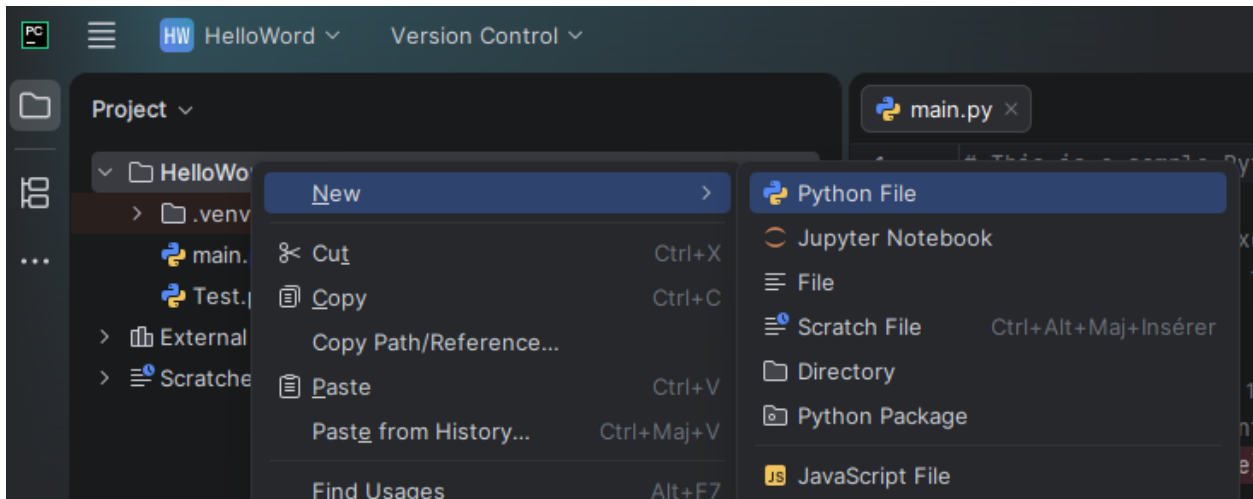 PC
HW HelloWord Version Control
Project
main.py
HelloWo
New
Python File
.venv
Jupyter Notebook
main.
Cut Ctrl+X
File
Test.
Copy Ctrl+C
Scratch File Ctrl+Alt+Maj+Insérer
External
Copy Path/Reference...
Directory
Scratche
Paste Ctrl+V
Python Package
Paste from History... Ctrl+Maj+V
JS JavaScript File
Find Usages Alt+F7